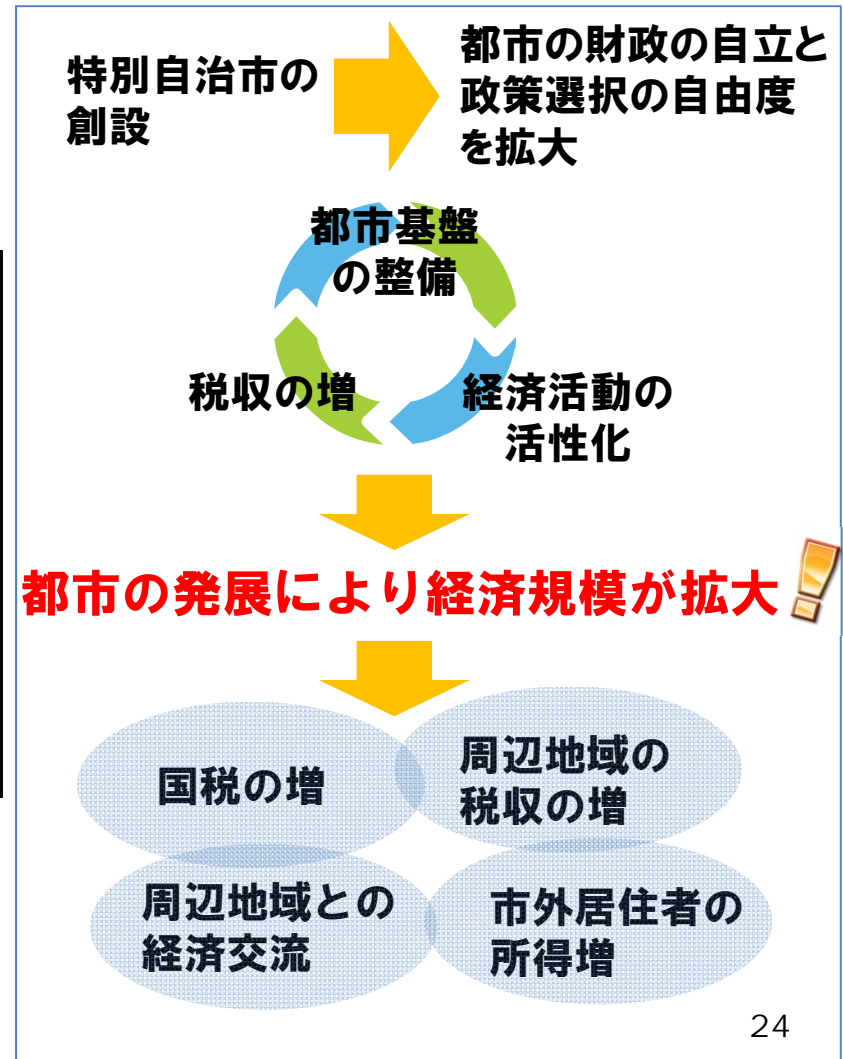 特別自治市の
創設
都市の財政の自立と
政策選択の自由度
を拡大
都市基盤
の整備
税収の増
経済活動の
活性化
都市の発展により経済規模が拡大
国税の増
周辺地域の
税収の増
周辺地域との
経済交流
市外居住者の
所得増
24